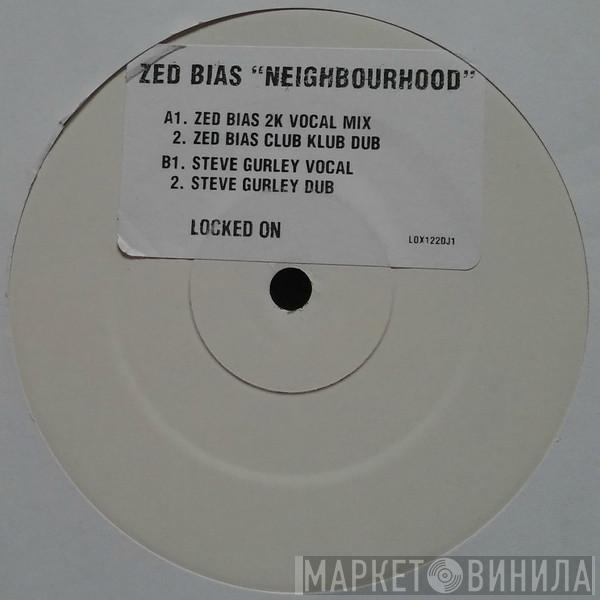 ZED BIAS "NEIGHBOURHOOD"
A1. ZED BIAS 2K VOCAL MIX
2. ZED BIAS CLUB KLUB DUB
B1. STEVE GURLEY VOCAL
2. STEVE GURLEY DUB
LOCKED ON
LOX122DJ1
МАРКЕТ ВИНИЛА